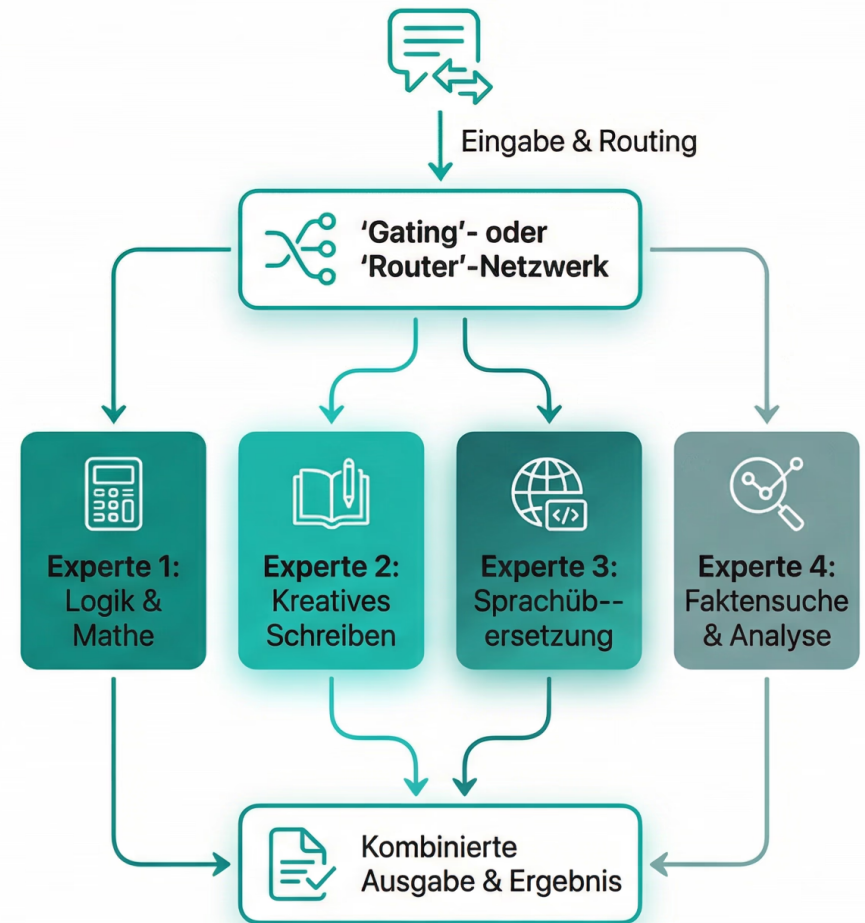 Eingabe & Routing
‘Gating’- oder
‘Router’-Netzwerk
Experte 1:
Logik &
Mathe
Experte 2:
Kreatives
Schreiben
</>
Experte 3:
Sprachüb--
ersetzung
Experte 4:
Faktensuche
& Analyse
Kombinierte
Ausgabe & Ergebnis